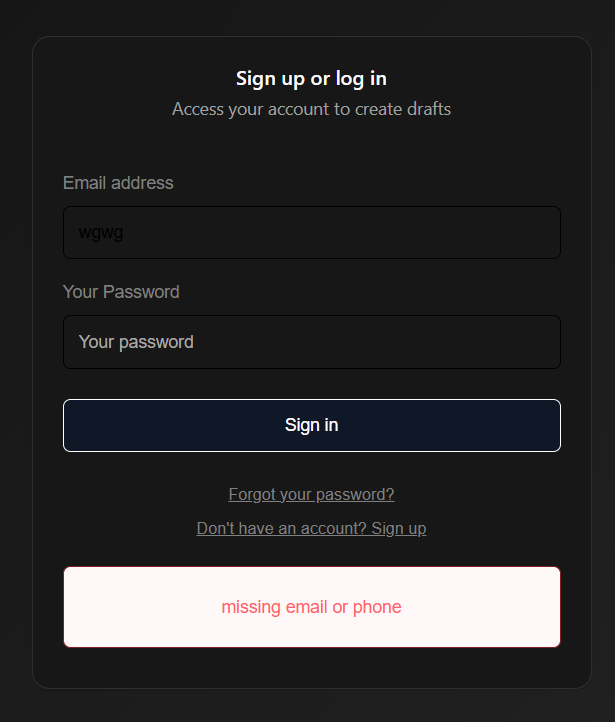 Sign up or log in
Access your account to create drafts
Email address
wgwg
Your Password
Your password
Sign in
Forgot your password?
Don't have an account? Sign up
missing email or phone